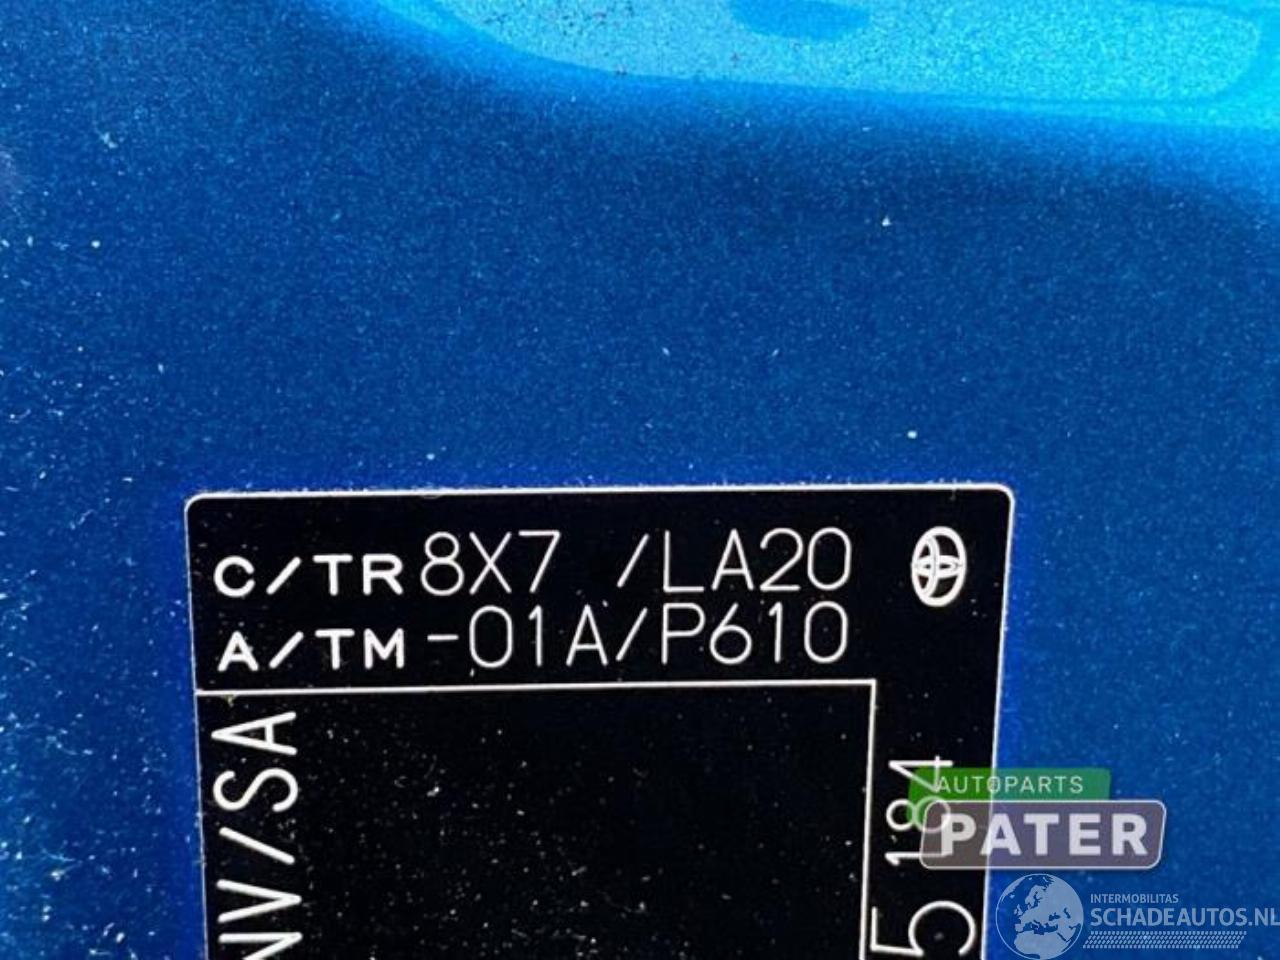 C/TR 8X7 /LA20
A/TM -01A/P610
NV/SA
5 184
AUTOPARTS
PATER
INTERMOBILITAS
SCHADEAUTOS.NL